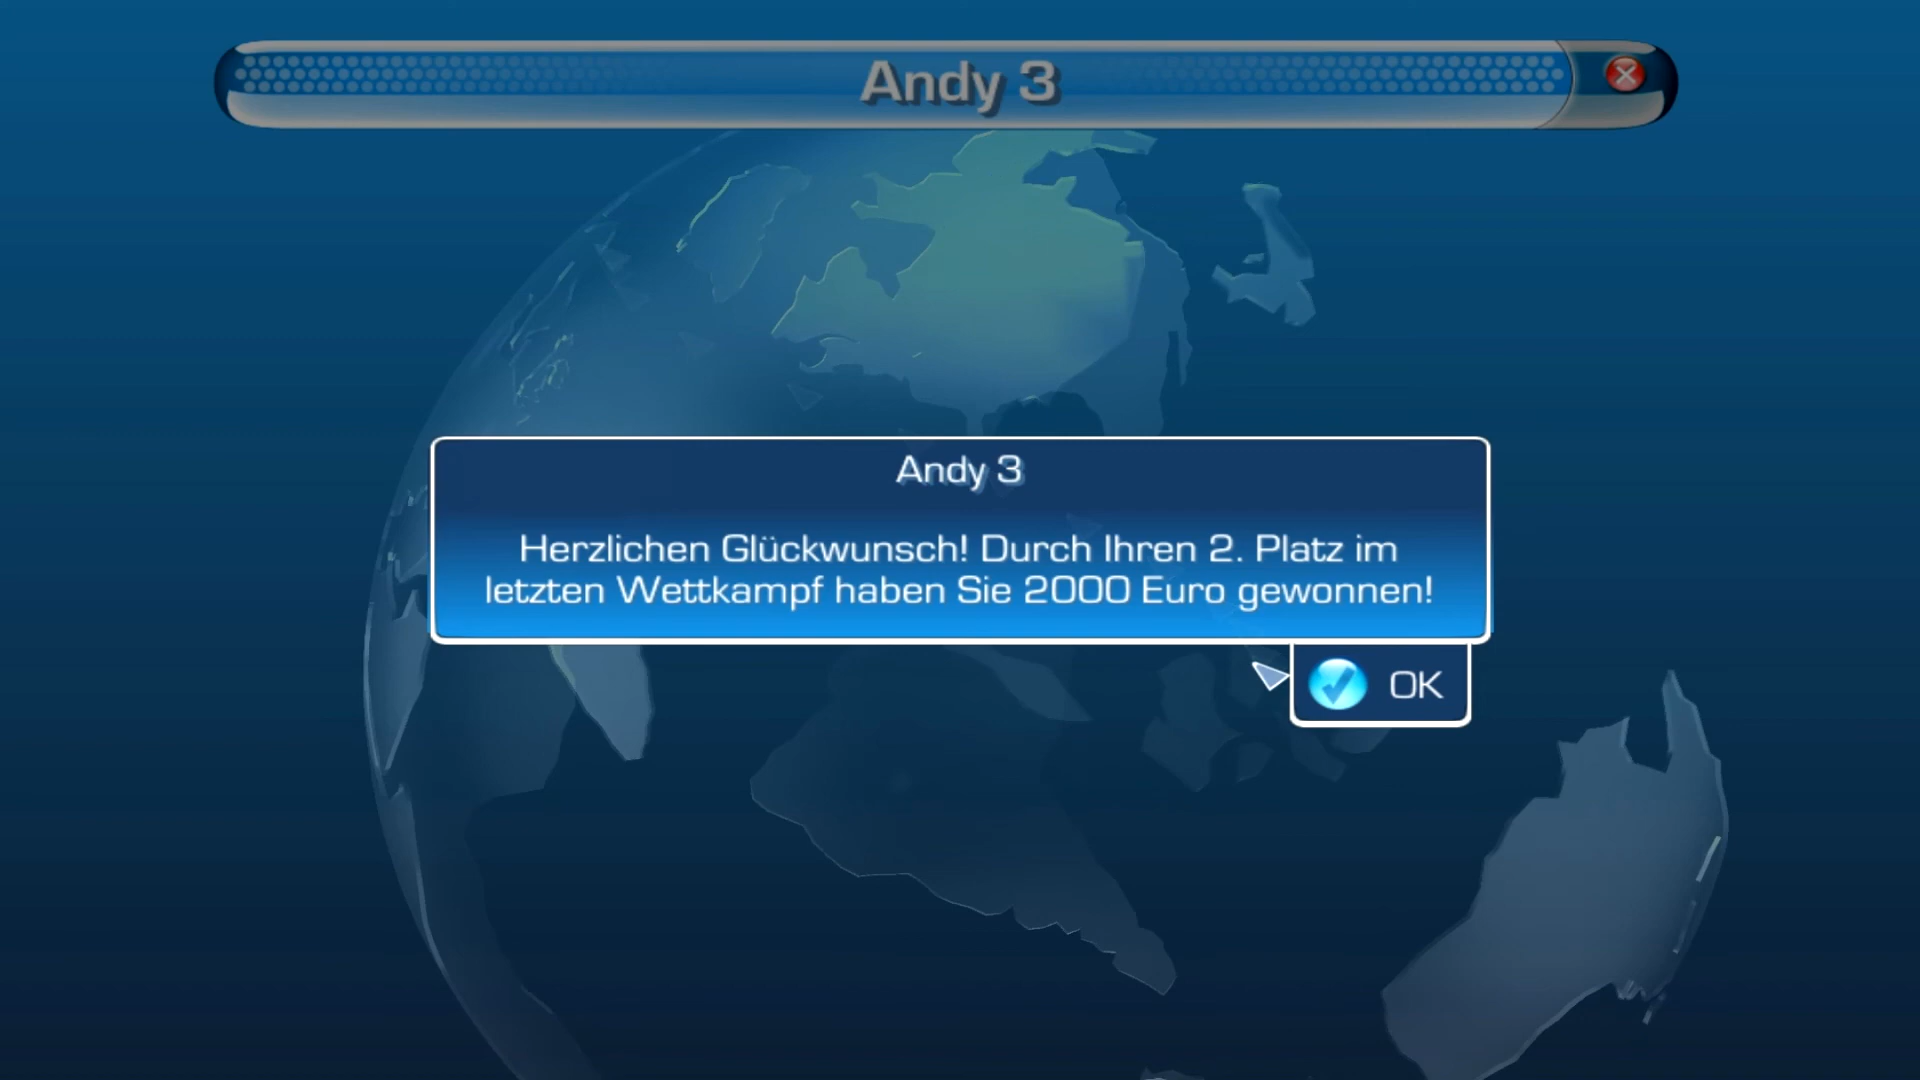 Andy 3
Andy 3
Herzlichen Glückwunsch! Durch Ihren 2. Platz im
letzten Wettkampf haben Sie 2000 Euro gewonnen!
OK